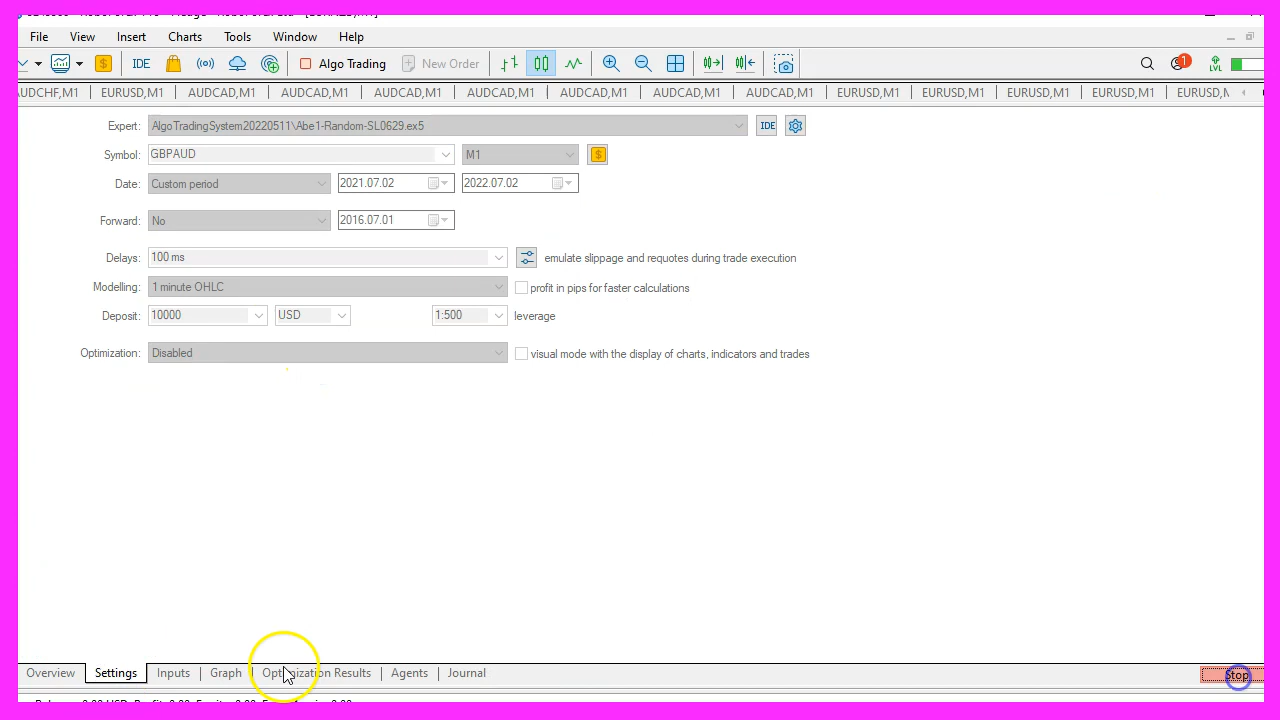 File View Insert Charts Tools Window Help
IDE Algo Trading New Order 1 LVL
AUDCHF,M1 EURUSD,M1 AUDCAD,M1 AUDCAD,M1 AUDCAD,M1 AUDCAD,M1 AUDCAD,M1 AUDCAD,M1 AUDCAD,M1 EURUSD,M1 EURUSD,M1 EURUSD,M1 EURUSD,M1 EURUSD,M
Expert: AlgoTradingSystem20220511\Abe1-Random-SL0629.ex5 IDE
Symbol: GBPAUD M1
Date: Custom period 2021.07.02 2022.07.02
Forward: No 2016.07.01
Delays: 100 ms emulate slippage and requotes during trade execution
Modelling: 1 minute OHLC profit in pips for faster calculations
Deposit: 10000 USD 1:500 leverage
Optimization: Disabled visual mode with the display of charts, indicators and trades
Overview Settings Inputs Graph Optimization Results Agents Journal Stop